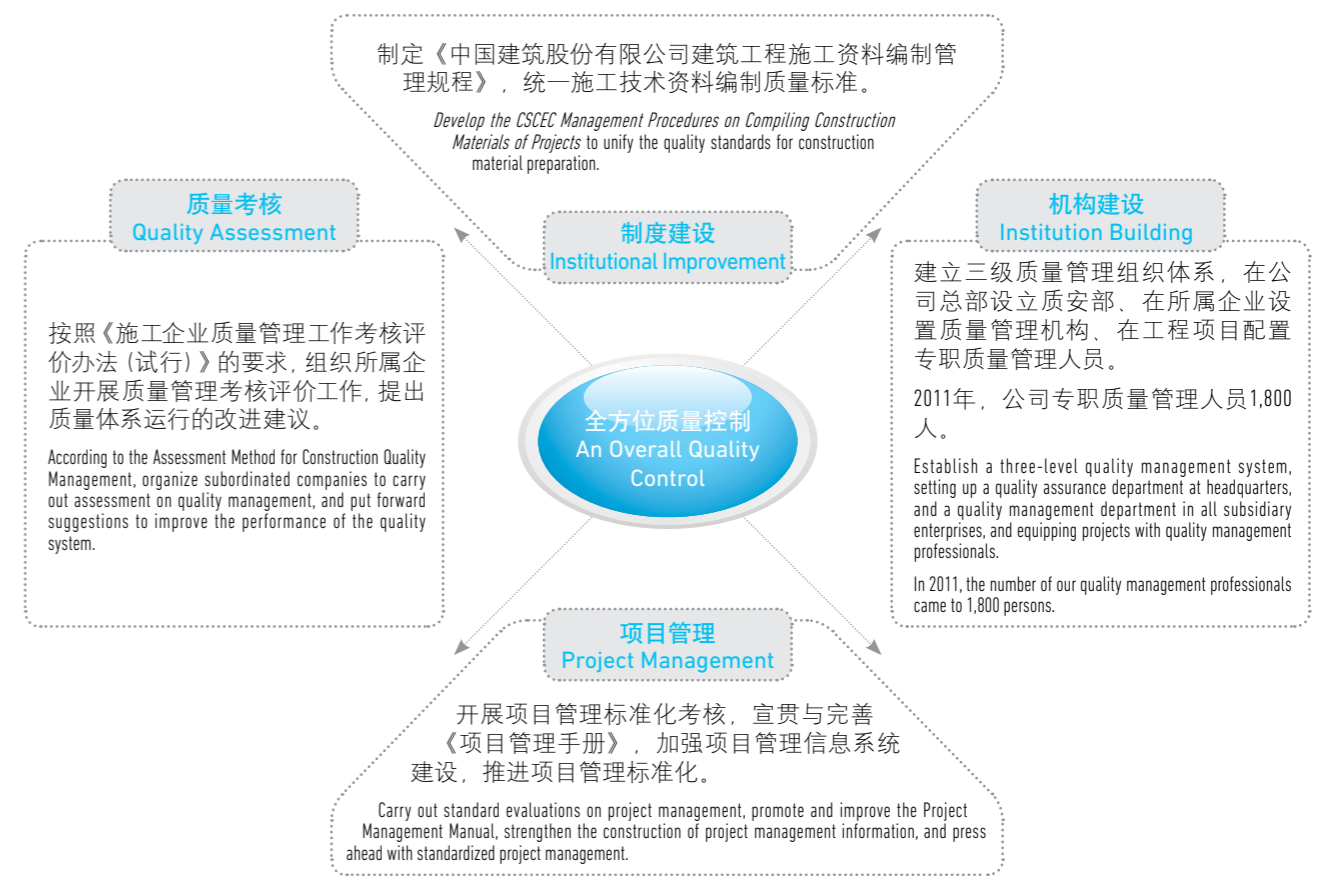 制定《中国建筑股份有限公司建筑工程施工资料编制管
理规程》，统一施工技术资料编制质量标准。
Develop the CSCEC Management Procedures on Compiling Construction
Materials of Projects to unify the quality standards for construction
material preparation.
制度建设
Institutional Improvement
质量考核
Quality Assessment
按照《施工企业质量管理工作考核评
价办法（试行）》的要求，组织所属企
业开展质量管理考核评价工作，提出
质量体系运行的改进建议。
According to the Assessment Method for Construction Quality
Management, organize subordinated companies to carry
out assessment on quality management, and put forward
suggestions to improve the performance of the quality
system.
全方位质量控制
An Overall Quality
Control
机构建设
Institution Building
建立三级质量管理组织体系，在公
司总部设立质安部、在所属企业设
置质量管理机构、在工程项目配置
专职质量管理人员。
2011年，公司专职质量管理人员1,800
人。
Establish a three-level quality management system,
setting up a quality assurance department at headquarters,
and a quality management department in all subsidiary
enterprises, and equipping projects with quality management
professionals.
In 2011, the number of our quality management professionals
came to 1,800 persons.
项目管理
Project Management
开展项目管理标准化考核，宣贯与完善
《项目管理手册》，加强项目管理信息系统
建设，推进项目管理标准化。
Carry out standard evaluations on project management, promote and improve the Project
Management Manual, strengthen the construction of project management information, and press
ahead with standardized project management.